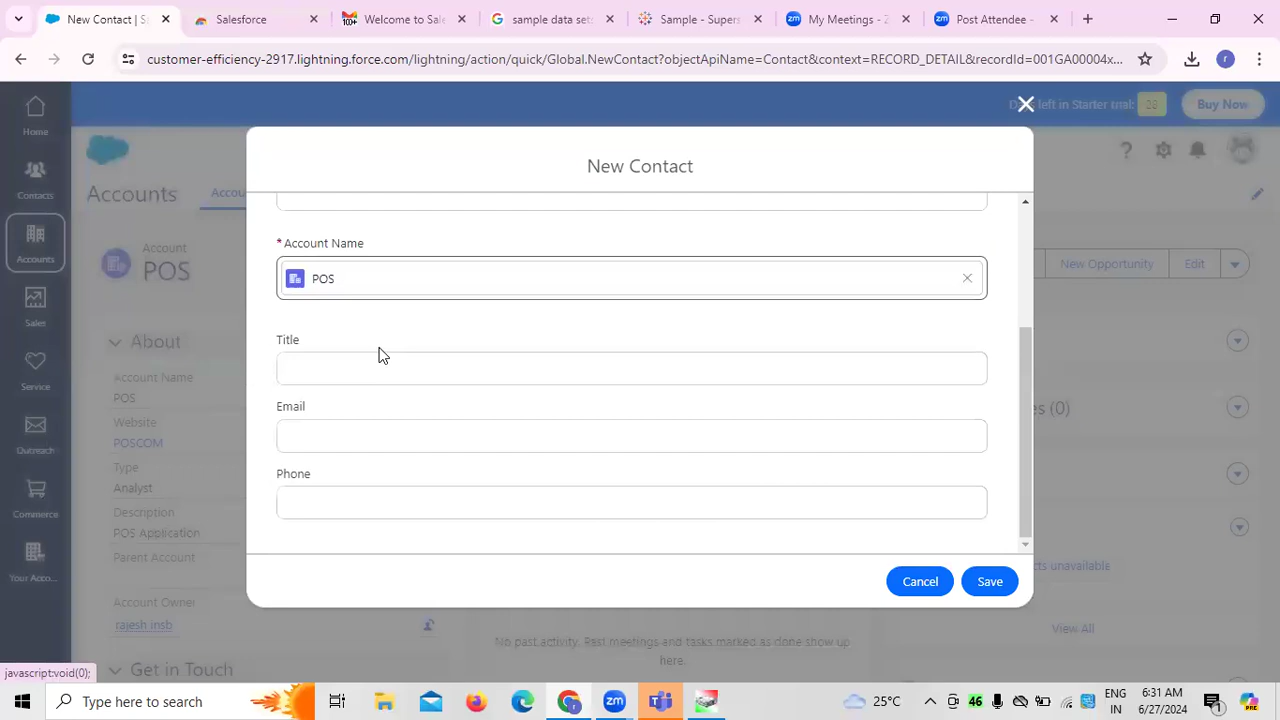 New Contact | S
Salesforce
Welcome to Sal
sample data set
Sample - Super
My Meetings - Z
Post Attendee -
customer-efficiency-2917.lightning.force.com/lightning/action/quick/Global.NewContact?objectApiName=Contact&context=RECORD_DETAIL&recordId=001GA00004x...
r
Days left in Starter trial: 28
Buy Now
Home
Contacts
Accounts
Sales
Service
Outreach
Commerce
Your Acco...
Accounts
Accou
Account
POS
New Opportunity
Edit
About
Account Name
POS
Website
POSCOM
Type
Analyst
Description
POS Application
Parent Account
Account Owner
rajesh insb
Get in Touch
New Contact
*Account Name
POS
Title
Email
Phone
Cancel
Save
es (0)
cts unavailable
View All
No past activity. Past meetings and tasks marked as done show up
here.
javascript:void(0);
Type here to search
25°C
46
ENG
IN
6:31 AM
6/27/2024
1